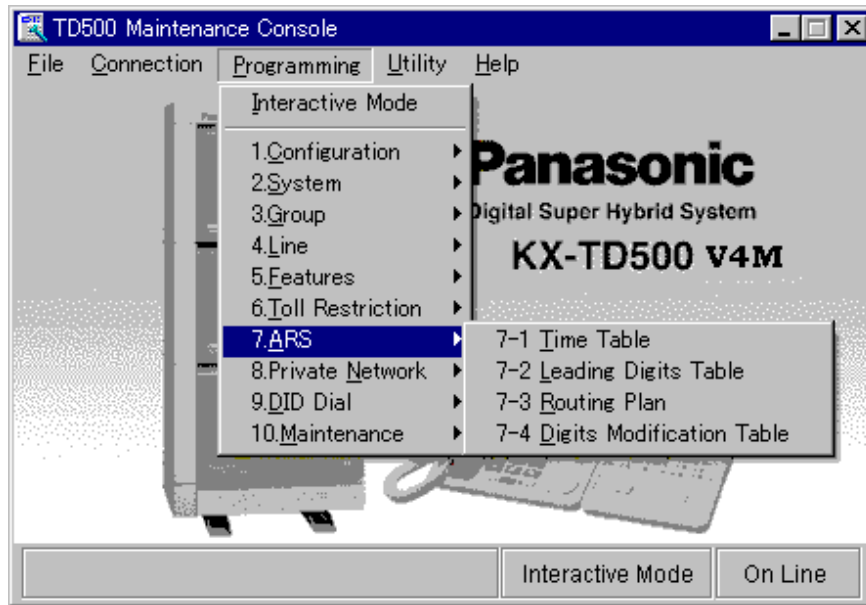 TD500 Maintenance Console
File Connection Programming Utility Help
Interactive Mode
1.Configuration
2.System
3.Group
4.Line
5.Features
6.Toll Restriction
7.ARS
8.Private Network
9.DID Dial
10.Maintenance
7-1 Time Table
7-2 Leading Digits Table
7-3 Routing Plan
7-4 Digits Modification Table
Panasonic
Digital Super Hybrid System
KX-TD500 V4M
Interactive Mode On Line